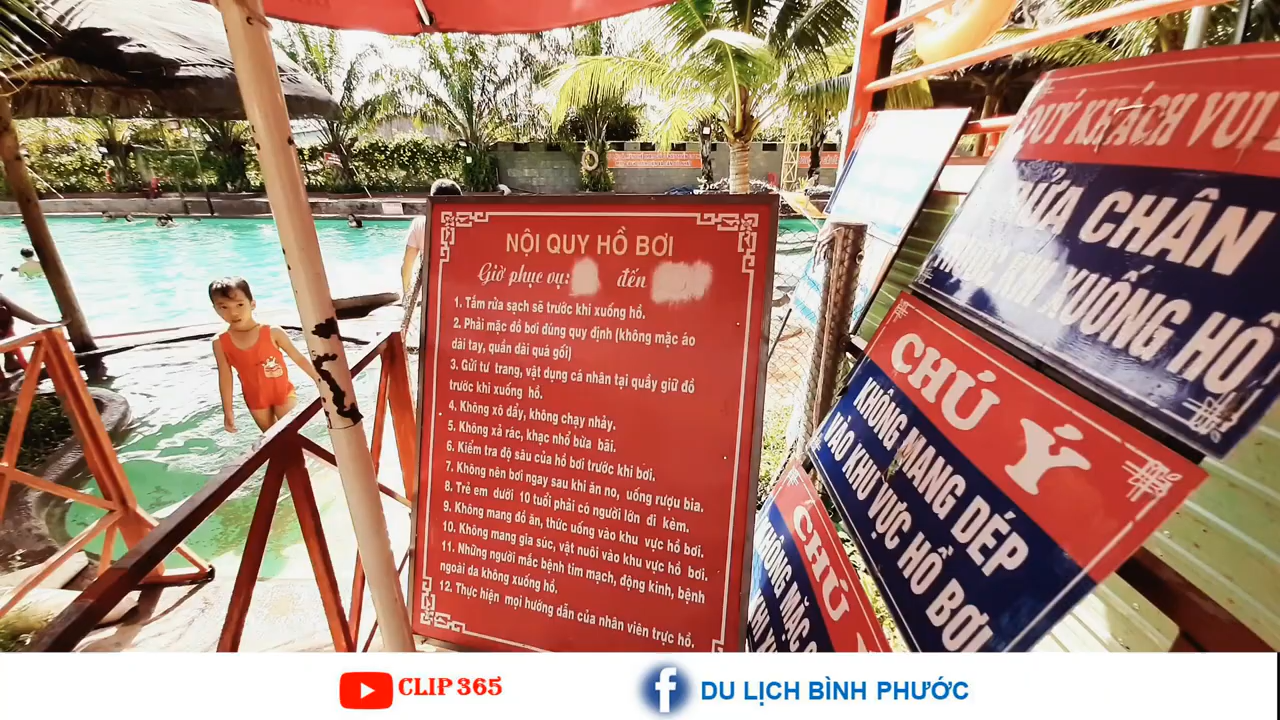 NỘI QUY HỒ BƠI
Giờ phục vụ: đến
1. Tắm rửa sạch sẽ trước khi xuống hồ.
2. Phải mặc đồ bơi đúng quy định (không mặc áo
dài tay, quần dài quá gối)
3. Gửi tư trang, vật dụng cá nhân tại quầy giữ đồ
trước khi xuống hồ.
4. Không xô đẩy, không chạy nhảy.
5. Không xả rác, khạc nhổ bừa bãi.
6. Kiểm tra độ sâu của hồ bơi trước khi bơi.
7. Không nên bơi ngay sau khi ăn no, uống rượu bia.
8. Trẻ em dưới 10 tuổi phải có người lớn đi kèm.
9. Không mang đồ ăn, thức uống vào khu vực hồ bơi.
10. Không mang gia súc, vật nuôi vào khu vực hồ bơi.
11. Những người mắc bệnh tim mạch, động kinh, bệnh
ngoài da không xuống hồ.
12. Thực hiện mọi hướng dẫn của nhân viên trực hồ.
QUÝ KHÁCH VUI
RỬA CHÂN
TRƯỚC KHI XUỐNG HỒ
CHÚ Ý
KHÔNG MANG DÉP
VÀO KHU VỰC HỒ BƠI
CHÚ
KHÔNG MẶC
KHI
CLIP 365
DU LỊCH BÌNH PHƯỚC